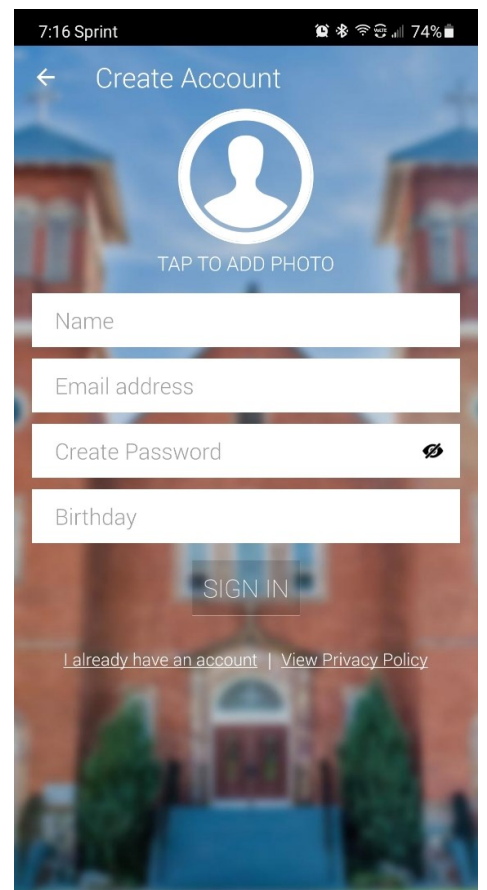 7:16 Sprint 74%
Create Account
TAP TO ADD PHOTO
Name
Email address
Create Password
Birthday
SIGN IN
I already have an account | View Privacy Policy